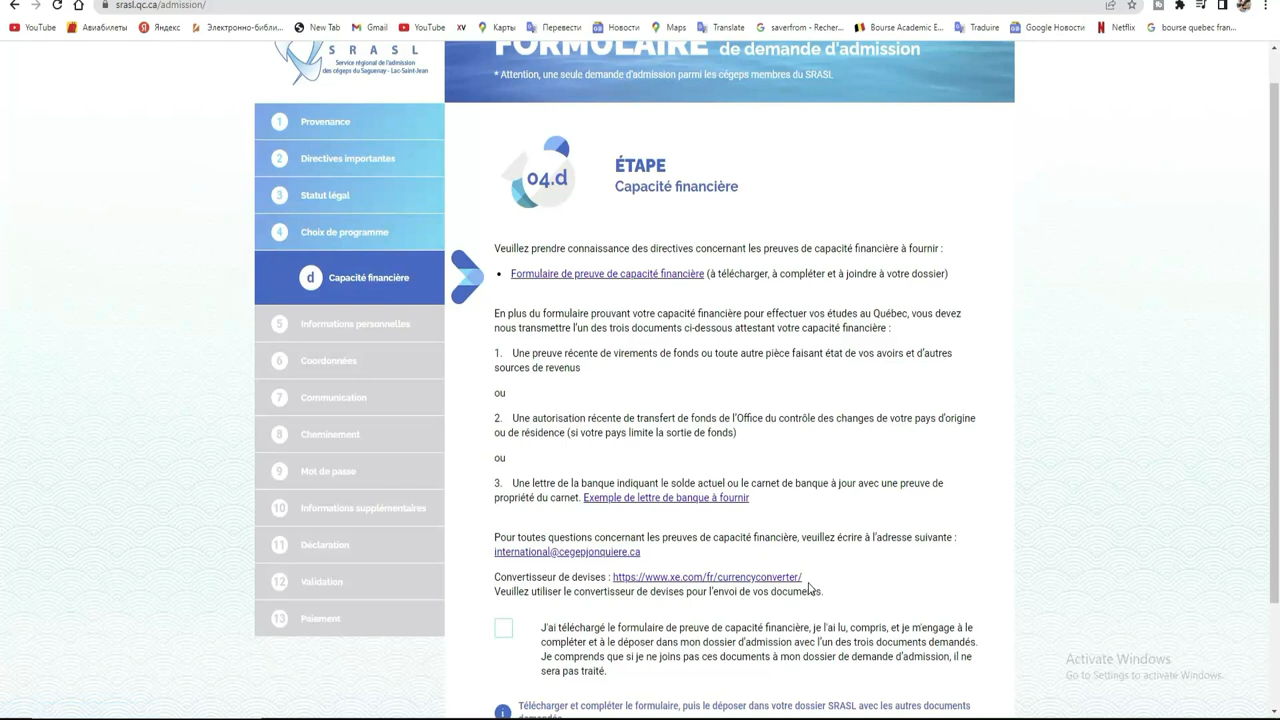 srasl.qc.ca/admission/
YouTube
Авиабилеты
Яндекс
Электронно-библи...
New Tab
Gmail
YouTube
Карты
Перевести
Новости
Maps
Translate
saverfrom - Recher...
Bourse Academic E...
Traduire
Google Новости
Netflix
bourse quebec fran...
SRASL
Service régional de l'admission
des cégeps du Saguenay - Lac-Saint-Jean
FORMULAIRE de demande d'admission
* Attention, une seule demande d'admission parmi les cégeps membres du SRASL
1 Provenance
2 Directives importantes
3 Statut légal
4 Choix de programme
d Capacité financière
5 Informations personnelles
6 Coordonnées
7 Communication
8 Cheminement
9 Mot de passe
10 Informations supplémentaires
11 Déclaration
12 Validation
13 Paiement
04.d
ÉTAPE
Capacité financière
Veuillez prendre connaissance des directives concernant les preuves de capacité financière à fournir :
• Formulaire de preuve de capacité financière (à télécharger, à compléter et à joindre à votre dossier)
En plus du formulaire prouvant votre capacité financière pour effectuer vos études au Québec, vous devez
nous transmettre l'un des trois documents ci-dessous attestant votre capacité financière :
1. Une preuve récente de virements de fonds ou toute autre pièce faisant état de vos avoirs et d'autres
sources de revenus
ou
2. Une autorisation récente de transfert de fonds de l'Office du contrôle des changes de votre pays d'origine
ou de résidence (si votre pays limite la sortie de fonds)
ou
3. Une lettre de la banque indiquant le solde actuel ou le carnet de banque à jour avec une preuve de
propriété du carnet. Exemple de lettre de banque à fournir
Pour toutes questions concernant les preuves de capacité financière, veuillez écrire à l'adresse suivante :
international@cegepjonquiere.ca
Convertisseur de devises : https://www.xe.com/fr/currencyconverter/
Veuillez utiliser le convertisseur de devises pour l'envoi de vos documents.
J'ai téléchargé le formulaire de preuve de capacité financière, je l'ai lu, compris, et je m'engage à le
compléter et à le déposer dans mon dossier d'admission avec l'un des trois documents demandés.
Je comprends que si je ne joins pas ces documents à mon dossier de demande d'admission, il ne
sera pas traité.
Télécharger et compléter le formulaire, puis le déposer dans votre dossier SRASL avec les autres documents
demandés
Activate Windows
Go to Settings to activate Windows.